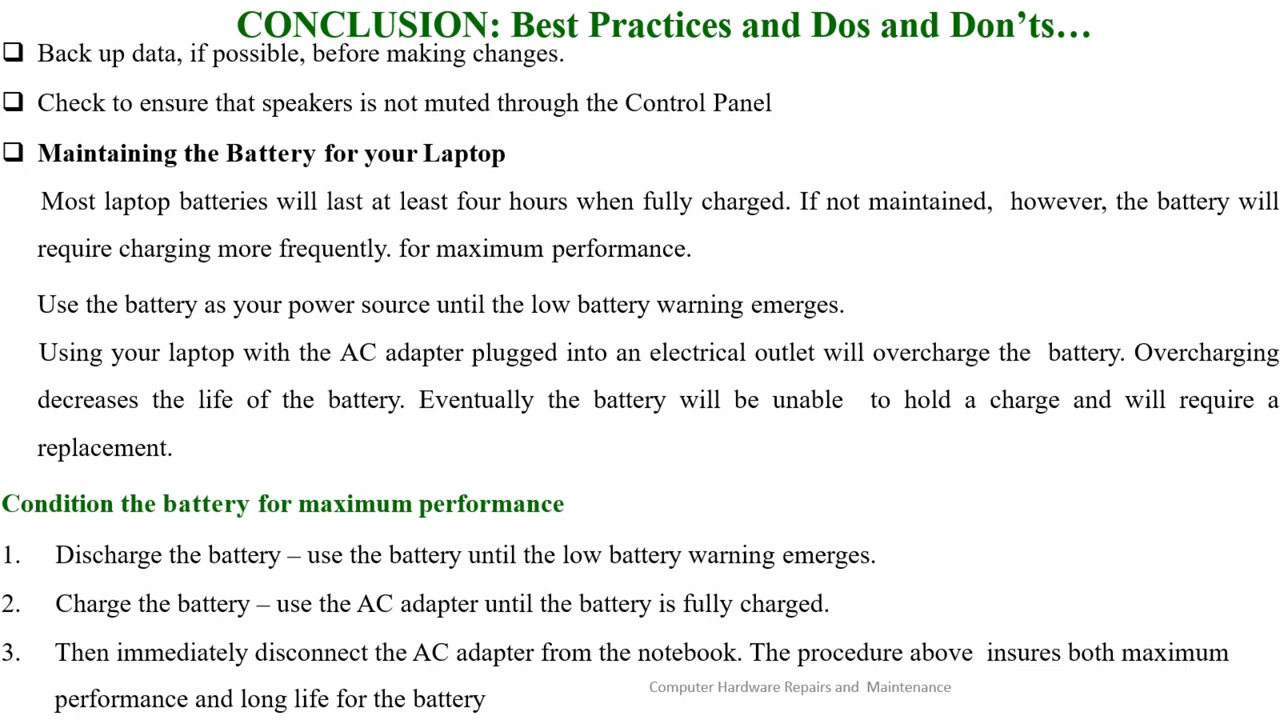 CONCLUSION: Best Practices and Dos and Don’ts…
❑ Back up data, if possible, before making changes.
❑ Check to ensure that speakers is not muted through the Control Panel
❑ Maintaining the Battery for your Laptop
Most laptop batteries will last at least four hours when fully charged. If not maintained, however, the battery will
require charging more frequently. for maximum performance.
Use the battery as your power source until the low battery warning emerges.
Using your laptop with the AC adapter plugged into an electrical outlet will overcharge the battery. Overcharging
decreases the life of the battery. Eventually the battery will be unable to hold a charge and will require a
replacement.
Condition the battery for maximum performance
1. Discharge the battery – use the battery until the low battery warning emerges.
2. Charge the battery – use the AC adapter until the battery is fully charged.
3. Then immediately disconnect the AC adapter from the notebook. The procedure above insures both maximum
performance and long life for the battery
Computer Hardware Repairs and Maintenance